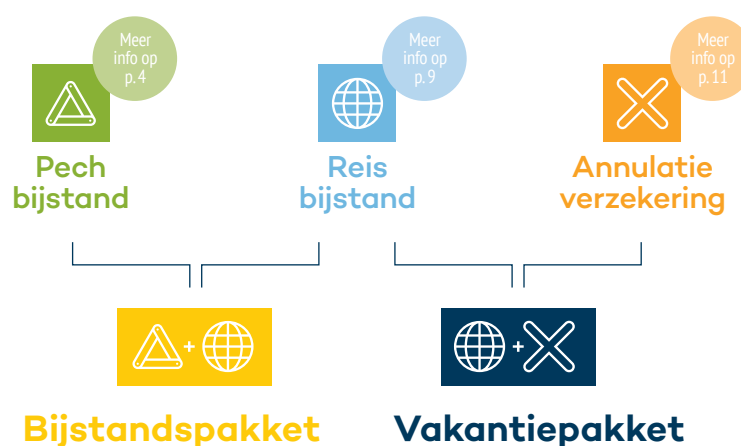 Meer
info op
p. 4
Pech
bijstand
Meer
info op
p. 9
Reis
bijstand
Meer
info op
p. 11
Annulatie
verzekering
+
Bijstandspakket
+
Vakantiepakket